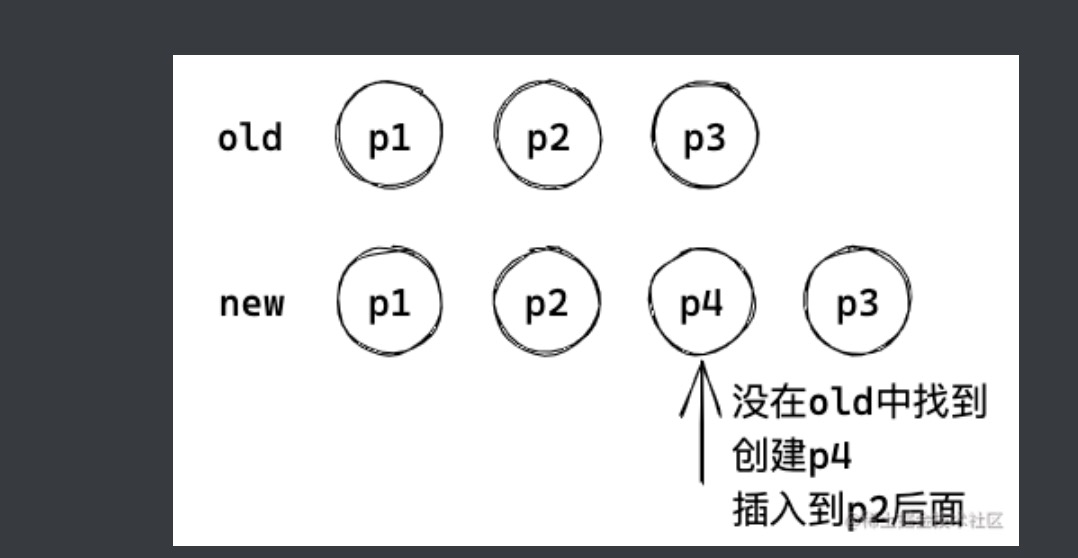 old p1 p2 p3
new p1 p2 p4 p3
没在old中找到
创建p4
插入到p2后面
@稀土掘金技术社区